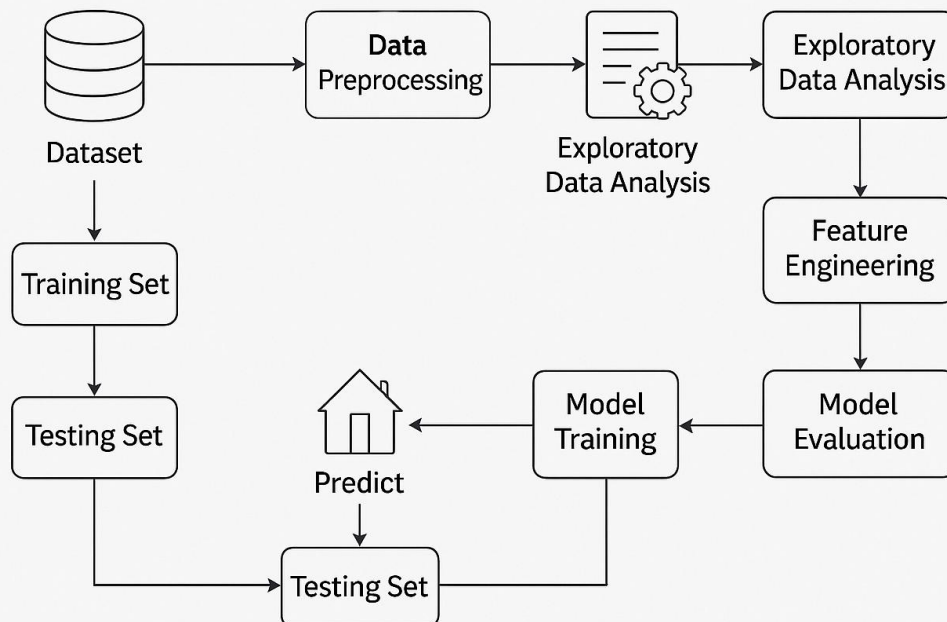 Data
Preprocessing
Exploratory
Data Analysis
Dataset
Exploratory
Data Analysis
Feature
Engineering
Training Set
Testing Set
Model
Training
Model
Evaluation
Predict
Testing Set